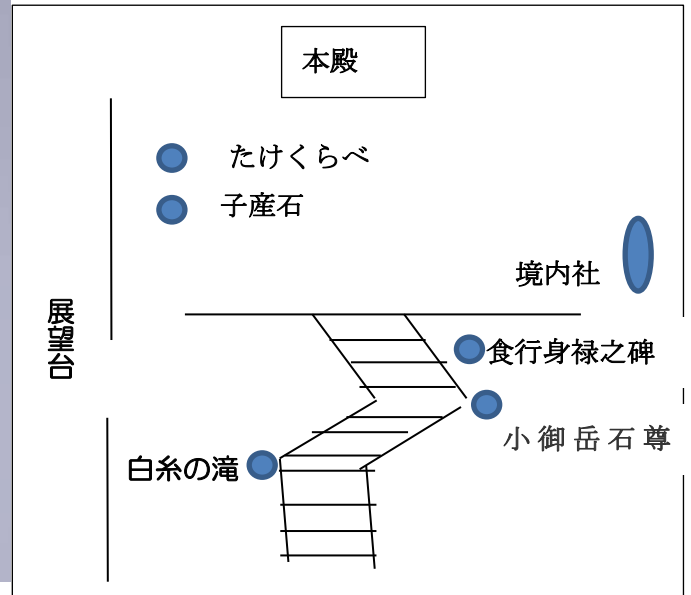 本殿
たけくらべ
子産石
境内社
展望台
食行身禄之碑
小御岳石尊
白糸の滝